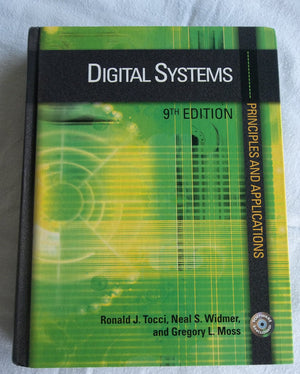 DIGITAL SYSTEMS
9TH EDITION
PRINCIPLES AND APPLICATIONS
Ronald J. Tocci, Neal S. Widmer,
and Gregory L. Moss